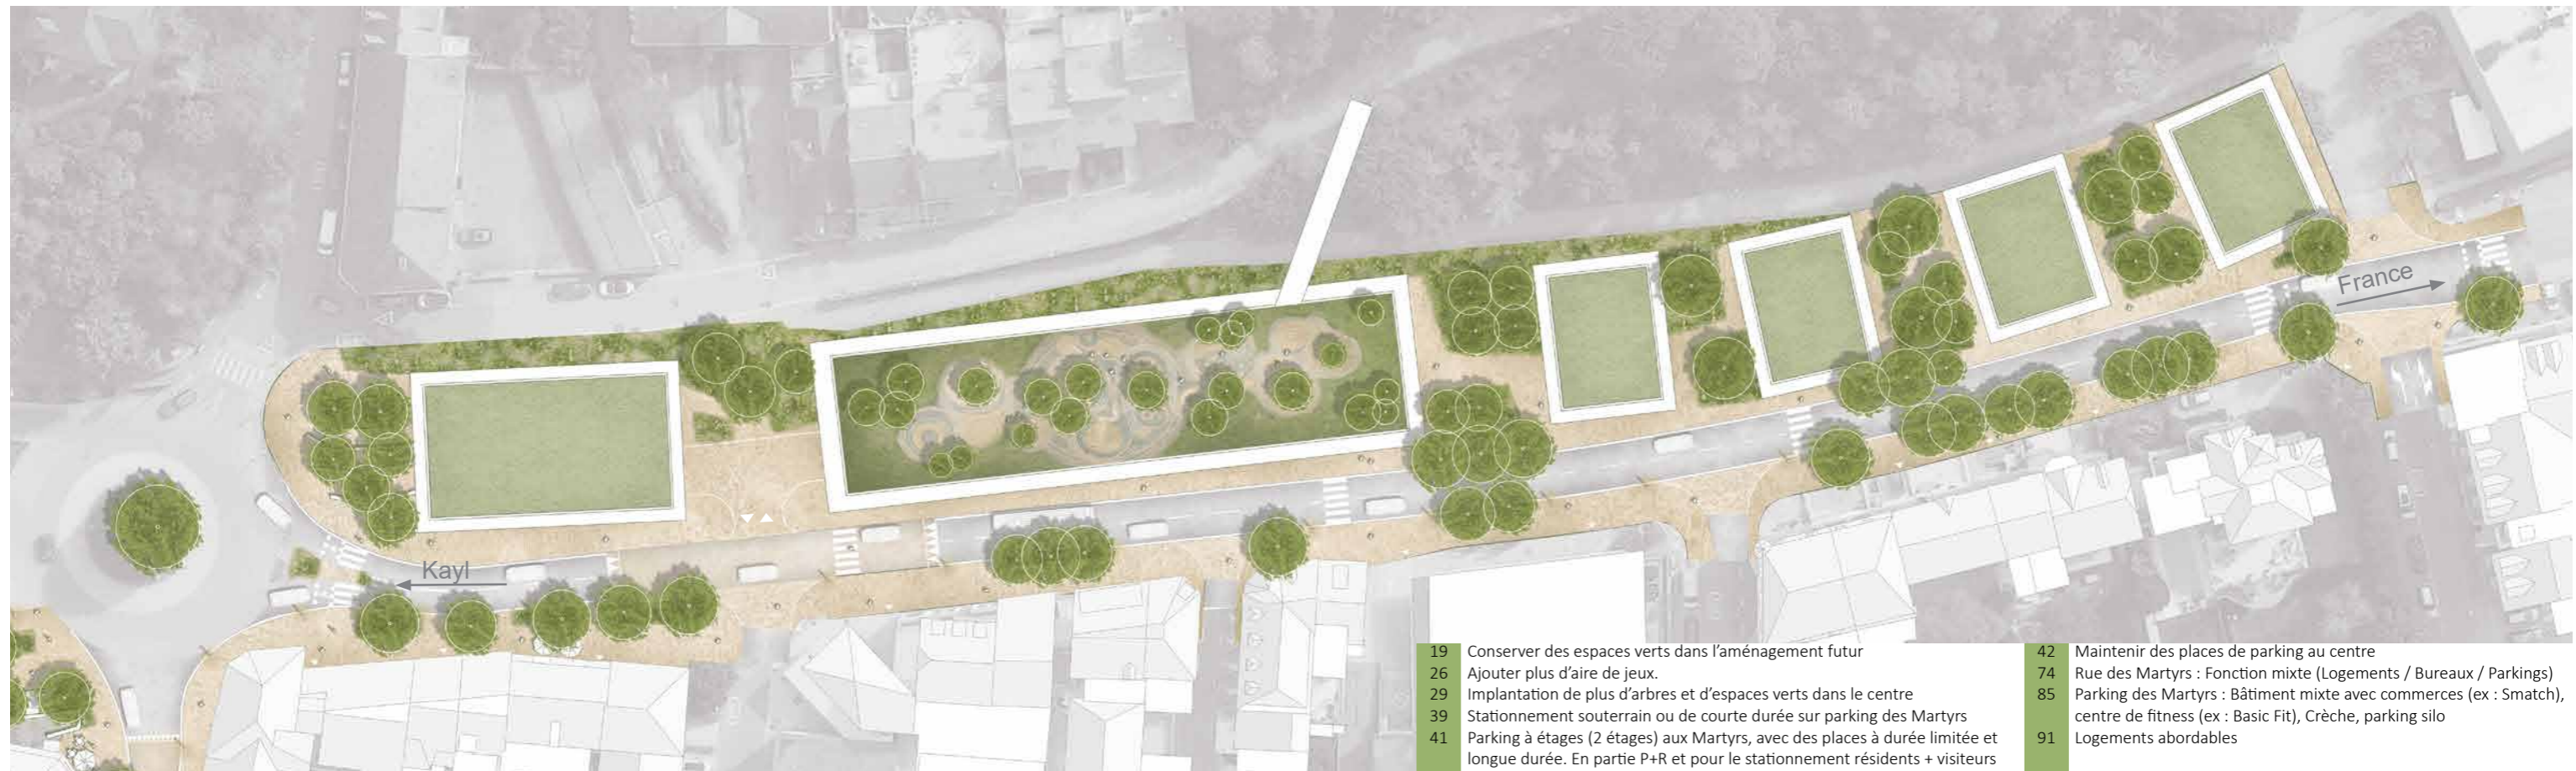 France
Kayl
19 Conserver des espaces verts dans l'aménagement futur
26 Ajouter plus d'aire de jeux.
29 Implantation de plus d'arbres et d'espaces verts dans le centre
39 Stationnement souterrain ou de courte durée sur parking des Martyrs
41 Parking à étages (2 étages) aux Martyrs, avec des places à durée limitée et
longue durée. En partie P+R et pour le stationnement résidents + visiteurs
42 Maintenir des places de parking au centre
74 Rue des Martyrs : Fonction mixte (Logements / Bureaux / Parkings)
85 Parking des Martyrs : Bâtiment mixte avec commerces (ex : Smatch),
centre de fitness (ex : Basic Fit), Crèche, parking silo
91 Logements abordables